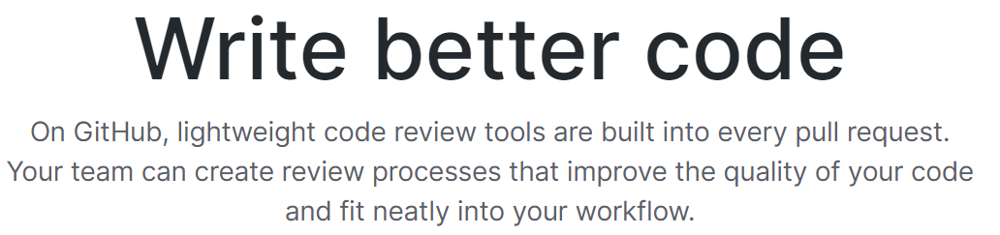 Write better code
On GitHub, lightweight code review tools are built into every pull request.
Your team can create review processes that improve the quality of your code
and fit neatly into your workflow.